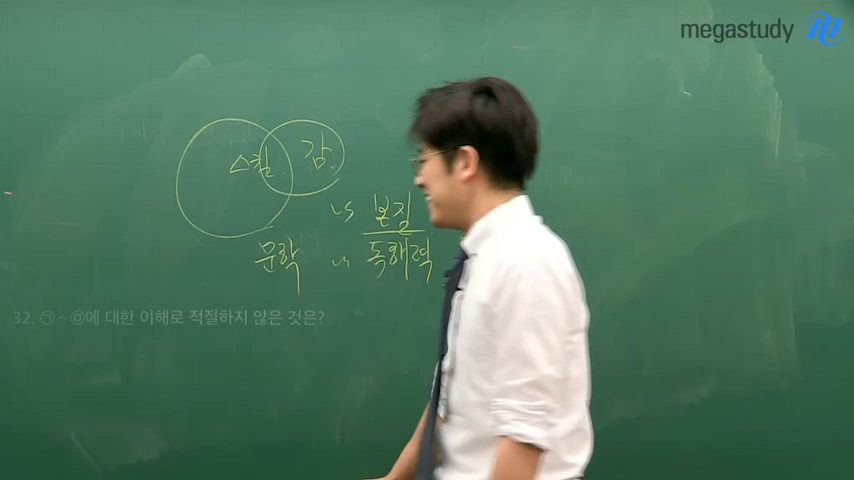 megastudy
스킬. 감.
vs 본질
문학 vs 독해력
32. ㉠~㉤에 대한 이해로 적절하지 않은 것은?